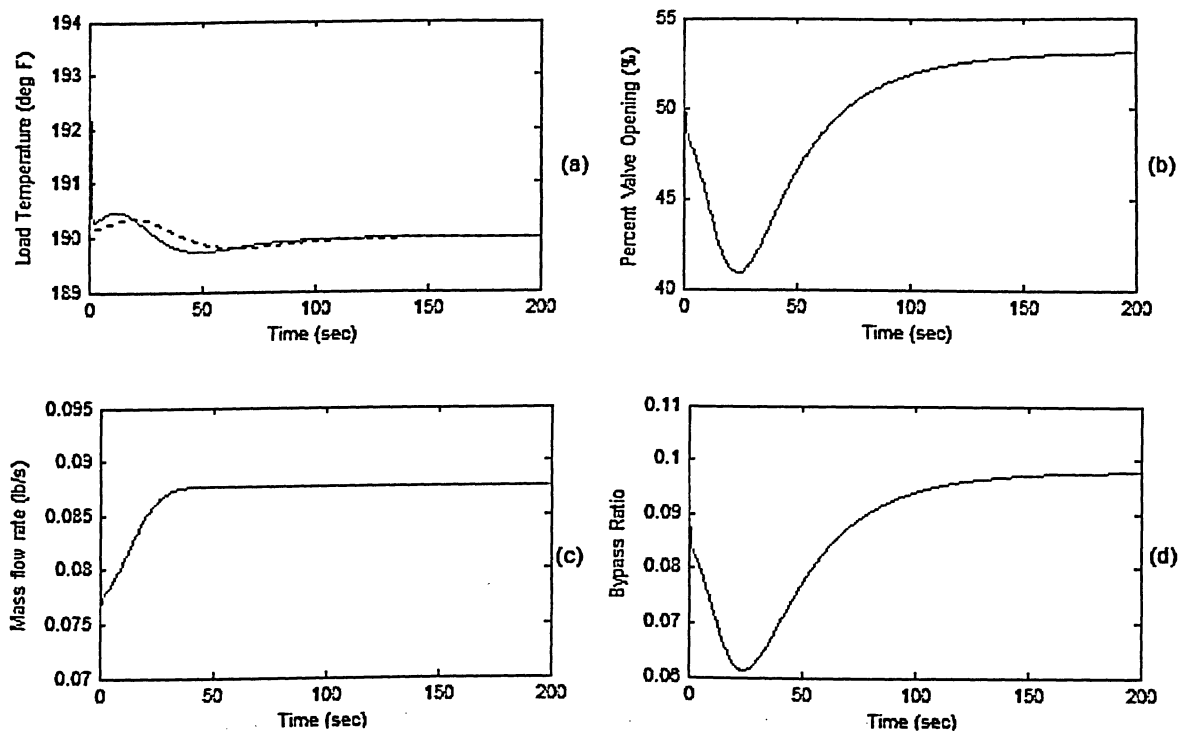 194
193
192
191
190
189
Load Temperature (deg F)
0 50 100 150 200
Time (sec)
(a)
55
50
45
40
Percent Valve Opening (%)
0 50 100 150 200
Time (sec)
(b)
0.095
0.09
0.085
0.08
0.075
0.07
Mass flow rate (lb/s)
0 50 100 150 200
Time (sec)
(c)
0.11
0.1
0.09
0.08
0.07
0.06
Bypass Ratio
0 50 100 150 200
Time (sec)
(d)